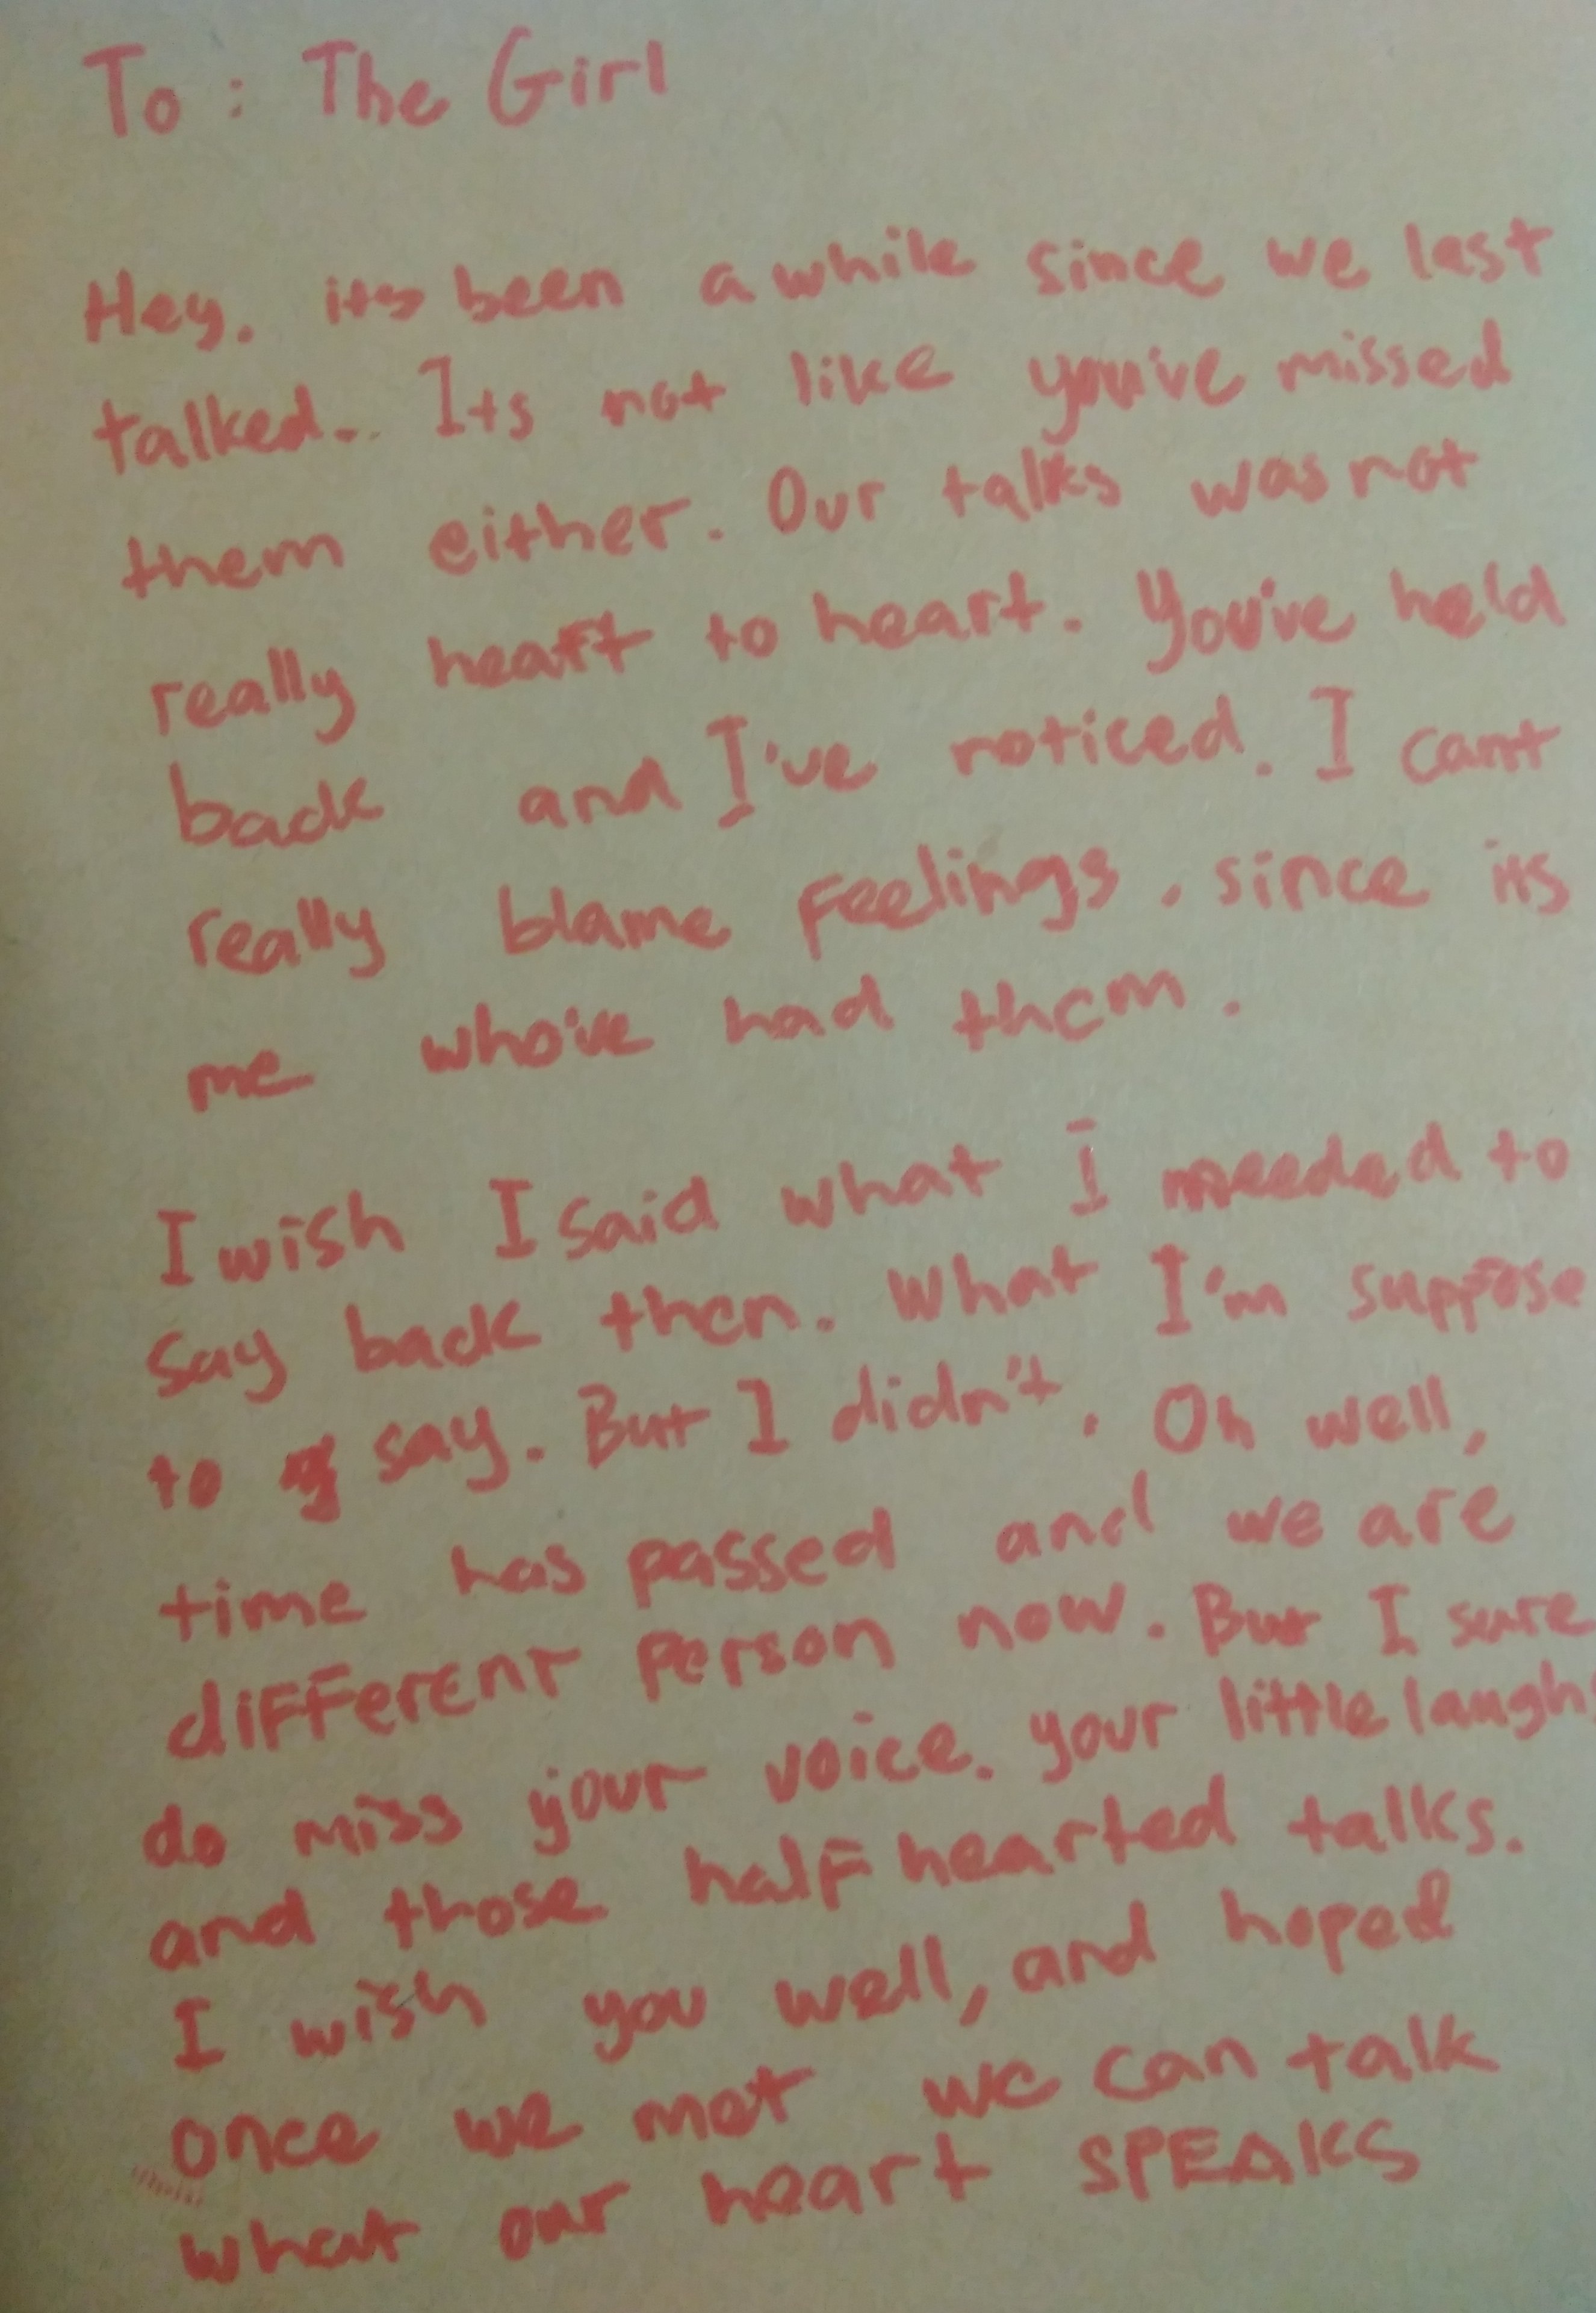 To : The Girl
Hey. its been a while since we last
talked.. Its not like you've missed
them either. Our talks was not
really heart to heart. You've held
back and I've noticed. I cant
really blame feelings. since its
me who've had them.
I wish I said what I needed to
say back then. What I'm suppose
to say. But I didn't. Oh well,
time has passed and we are
different person now. But I sure
do miss your voice. your little laughs
and those half hearted talks.
I wish you well, and hoped
once we met we can talk
what our heart SPEAKS